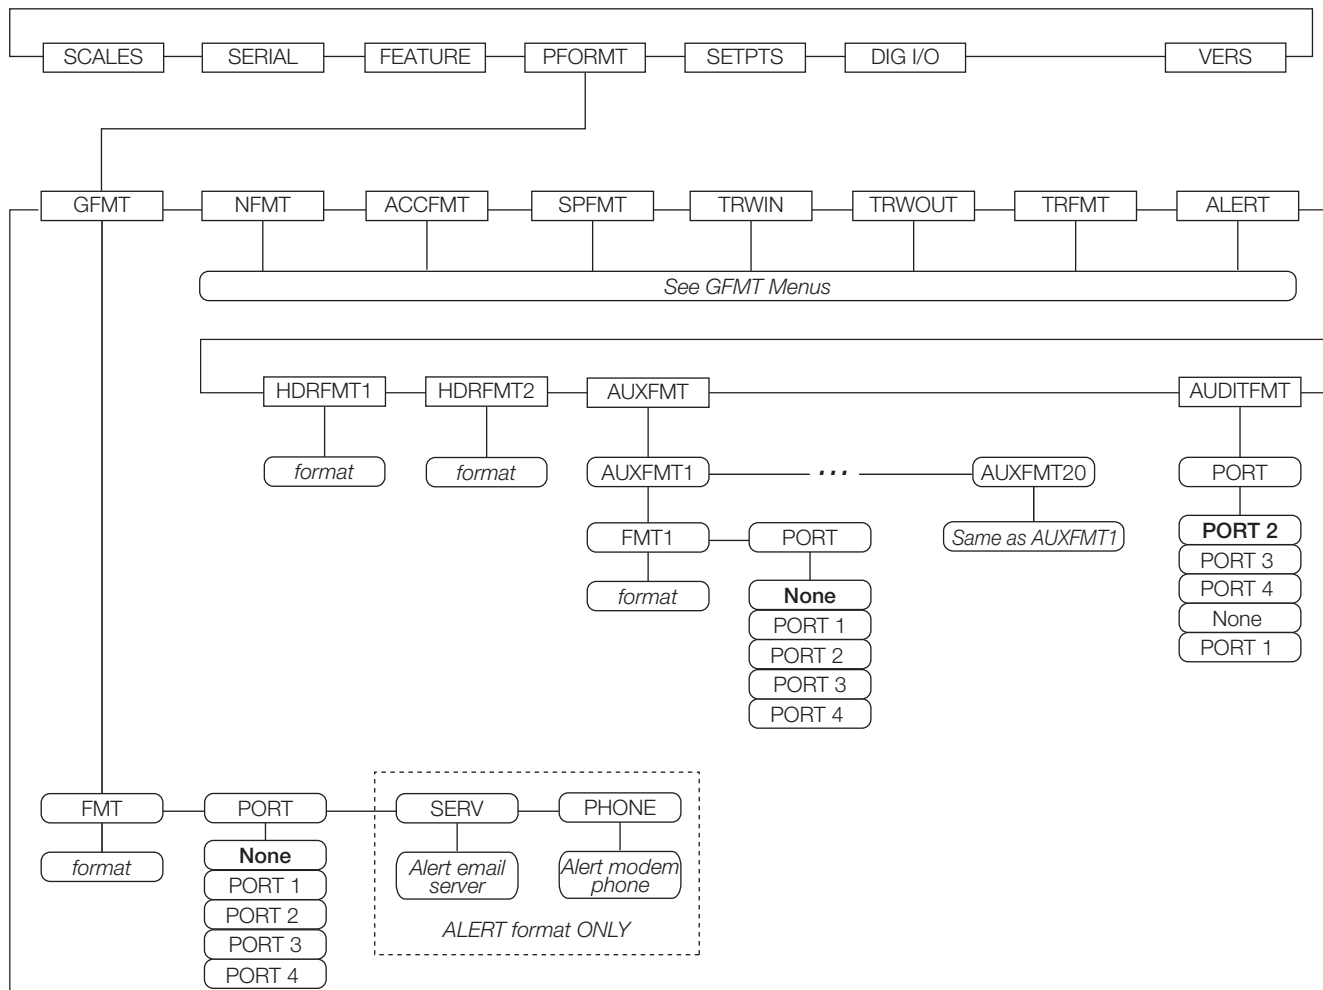 SCALES
SERIAL
FEATURE
PFORMT
SETPTS
DIG I/O
VERS
GFMT
NFMT
ACCFMT
SPFMT
TRWIN
TRWOUT
TRFMT
ALERT
See GFMT Menus
HDRFMT1
HDRFMT2
AUXFMT
AUDITFMT
format
format
AUXFMT1
...
AUXFMT20
PORT
FMT1
PORT
Same as AUXFMT1
PORT 2
PORT 3
PORT 4
None
PORT 1
format
None
PORT 1
PORT 2
PORT 3
PORT 4
FMT
PORT
SERV
PHONE
format
None
PORT 1
PORT 2
PORT 3
PORT 4
Alert email
server
Alert modem
phone
ALERT format ONLY